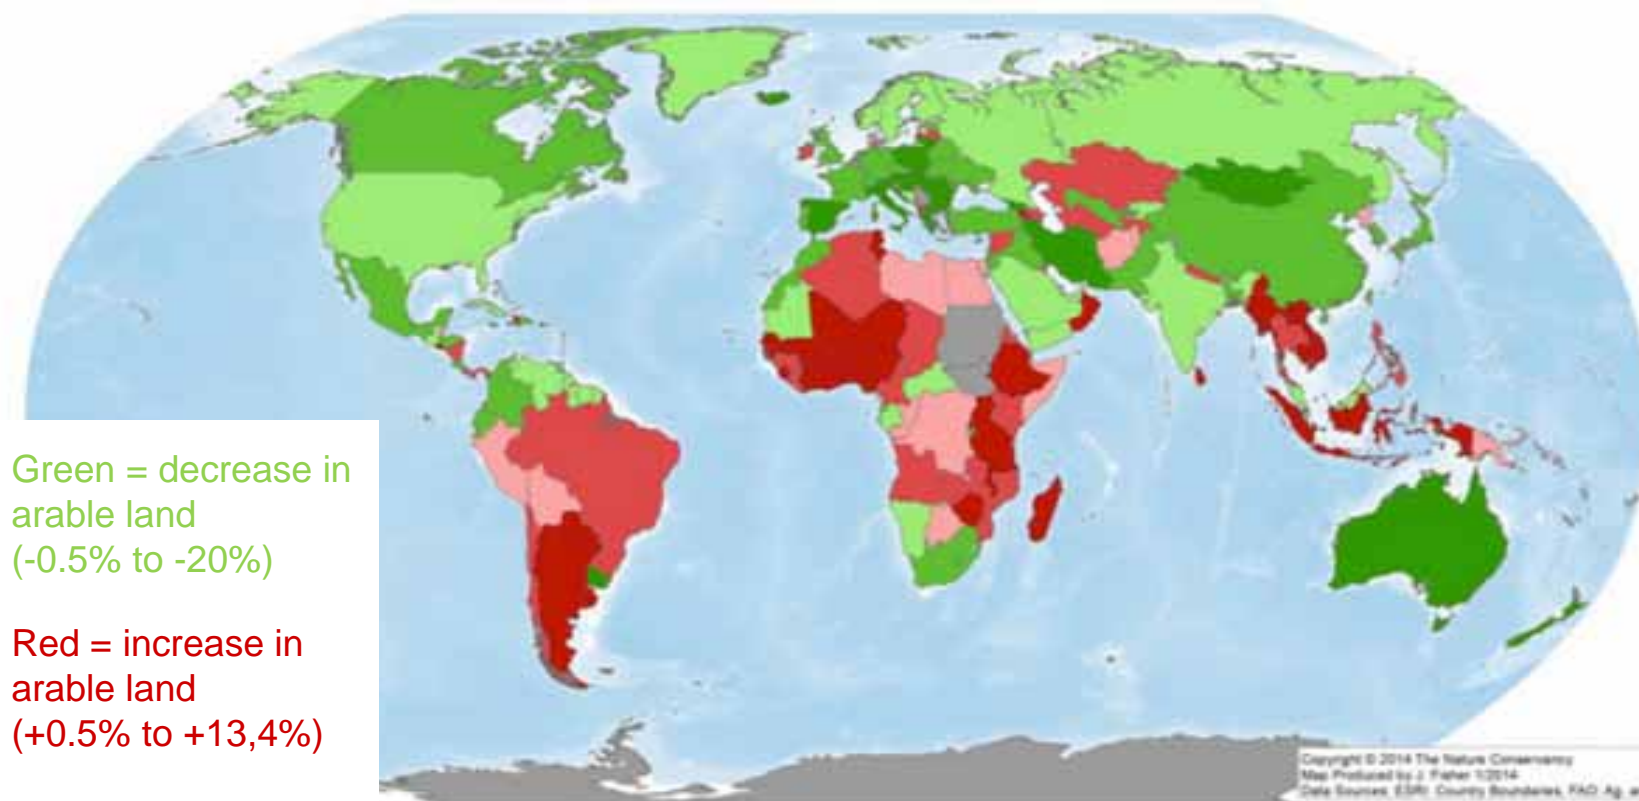 Green = decrease in
arable land
(-0.5% to -20%)
Red = increase in
arable land
(+0.5% to +13,4%)
Copyright © 2014 The Nature Conservancy
Map Produced by J. Fisher 1/2014
Data Sources: ESRI, Country Boundaries, FAO, Ag. a